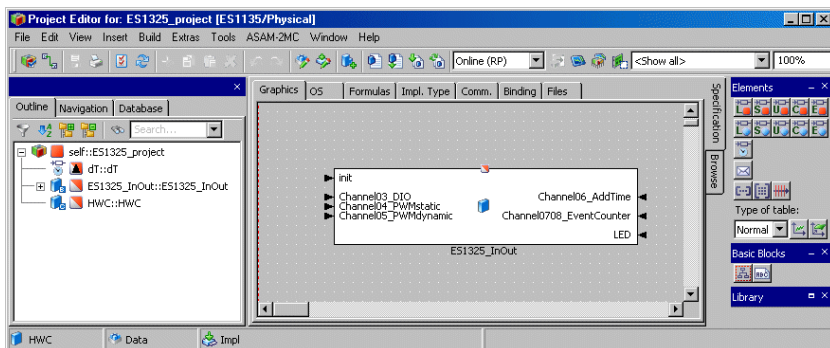 Project Editor for: ES1325_project [ES1135/Physical]
File Edit View Insert Build Extras Tools ASAM-2MC Window Help
Online (RP) <Show all> 100%
Graphics OS Formulas Impl. Type Comm. Binding Files
Outline Navigation Database
Search...
self::ES1325_project
dT::dT
ES1325_InOut::ES1325_InOut
HWC::HWC
init
Channel03_DIO
Channel04_PWMstatic
Channel05_PWMdynamic
Channel06_AddTime
Channel0708_EventCounter
LED
ES1325_InOut
Specification
Browse
Elements
L S U C E
L S U C E
Type of table:
Normal
Basic Blocks
Library
HWC Data Impl